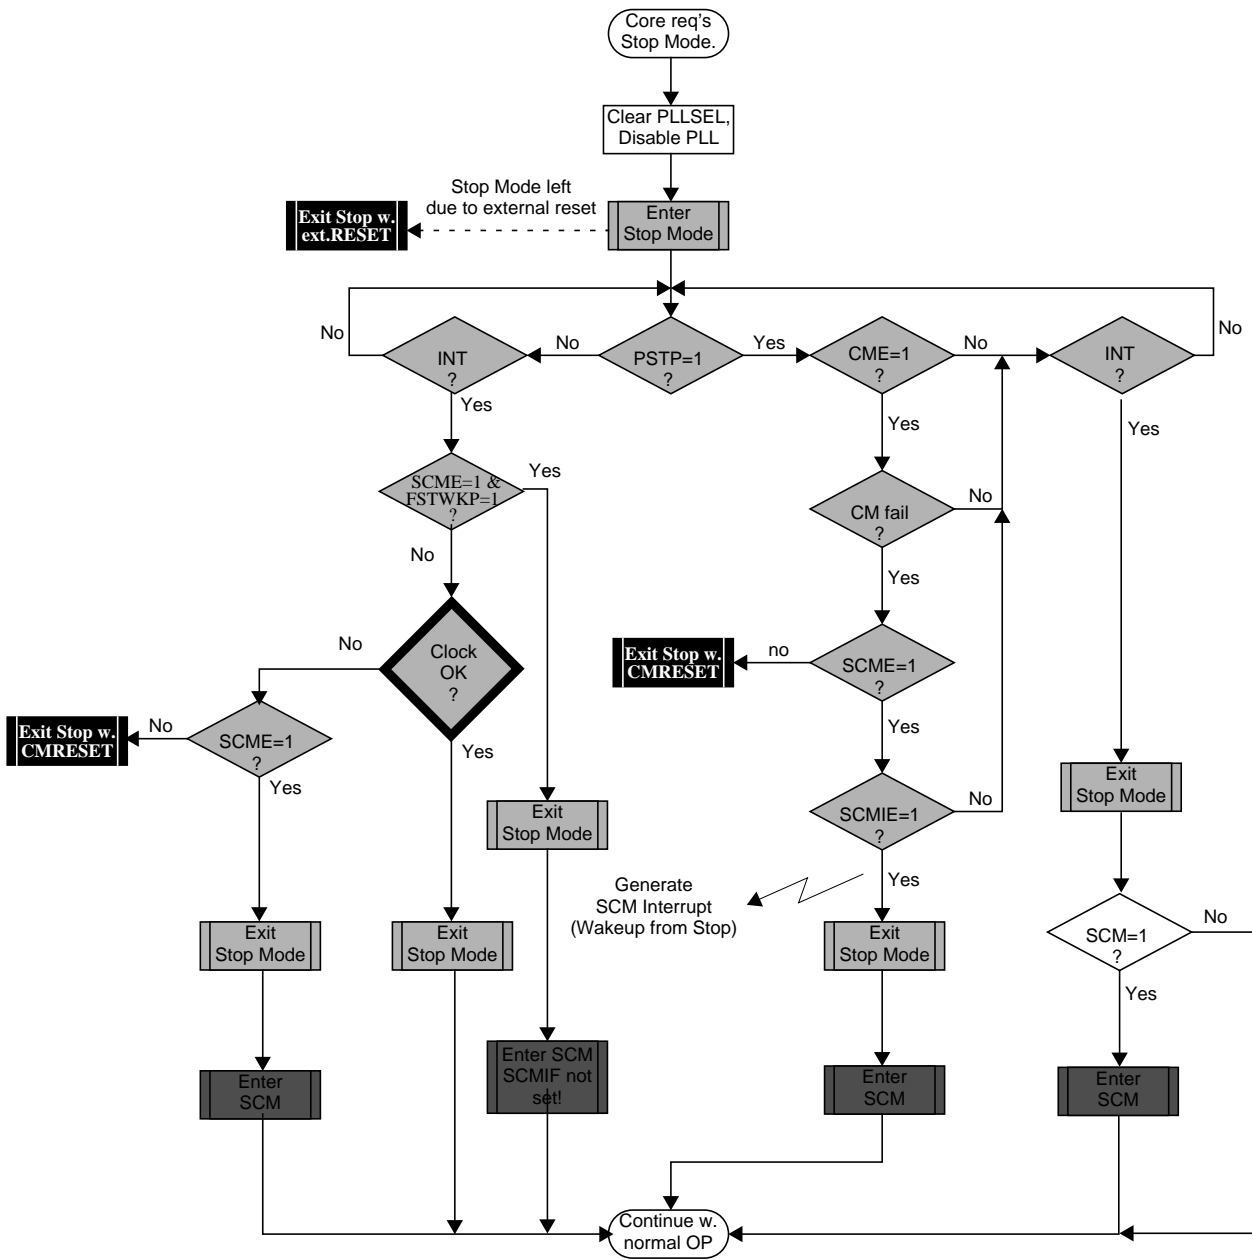 Core req's
Stop Mode.
Clear PLLSEL,
Disable PLL
Stop Mode left
due to external reset
Exit Stop w.
ext.RESET
Enter
Stop Mode
No
INT
?
No
PSTP=1
?
Yes
CME=1
?
No
INT
?
No
Yes
Yes
Yes
SCME=1 &
FSTWKP=1
?
Yes
CM fail
?
No
No
Yes
No
Clock
OK
?
Exit Stop w.
CMRESET
no
SCME=1
?
Exit Stop w.
CMRESET
No
SCME=1
?
Yes
Yes
Yes
Exit
Stop Mode
Exit
Stop Mode
SCMIE=1
?
No
Generate
SCM Interrupt
(Wakeup from Stop)
Yes
Exit
Stop Mode
Exit
Stop Mode
Exit
Stop Mode
SCM=1
?
No
Yes
Enter SCM
SCMIF not
set!
Enter
SCM
Enter
SCM
Enter
SCM
Continue w.
normal OP